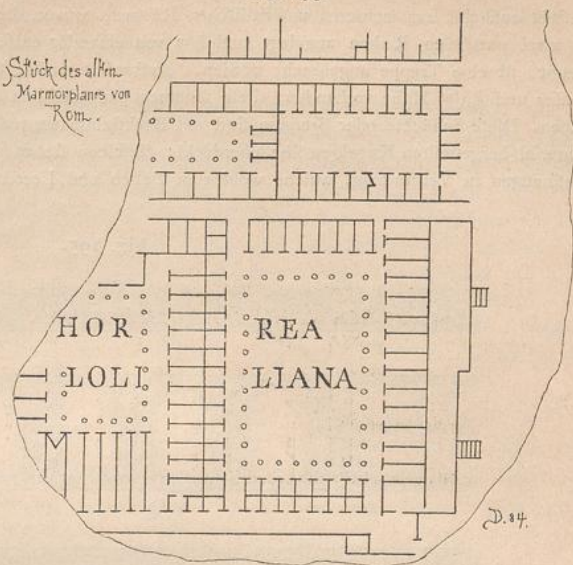 Stück des alten
Marmorplanes von
Rom.
HOR REA
LOLI LIANA
D. 84.